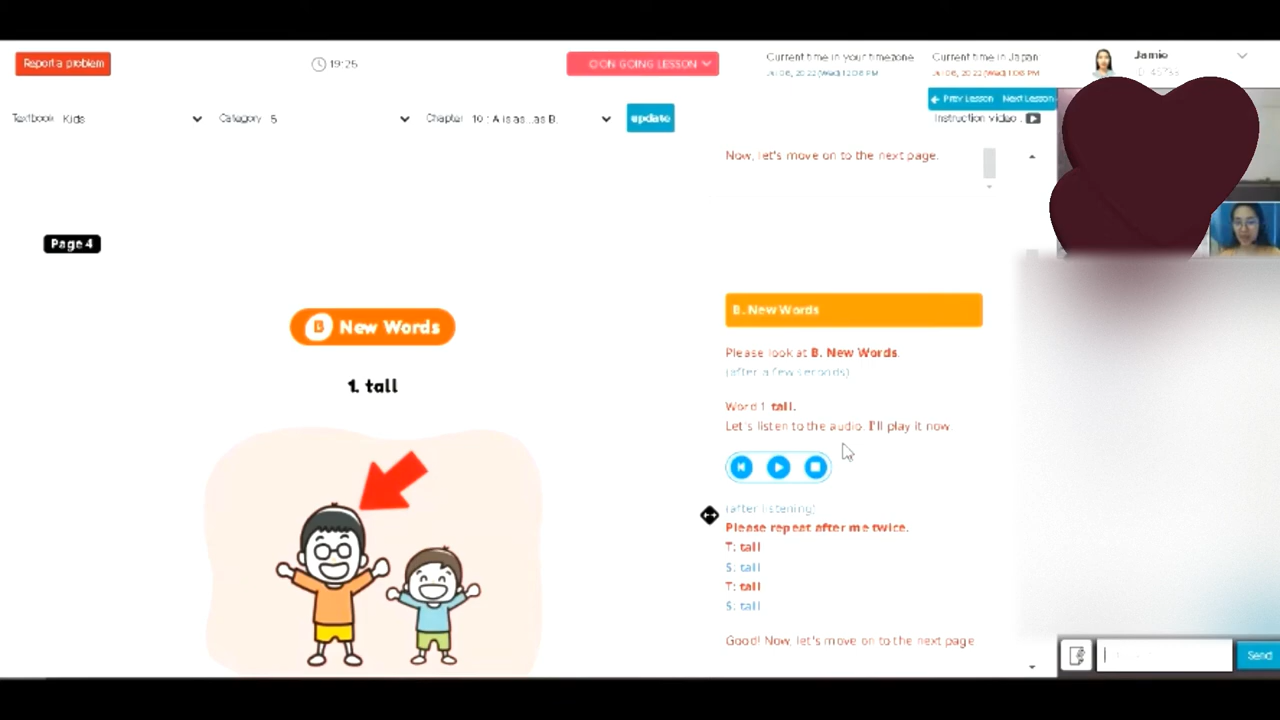 Report a problem
19:25
ON GOING LESSON
Current time in your timezone
Current time in Japan
Jamie
Prev Lesson Next Lesson
Textbook Kids
Category 5
Chapter 10 : A is as...as B.
update
Instruction video :
Now, let's move on to the next page.
Page 4
B New Words
1. tall
B. New Words
Please look at B. New Words.
(after a few seconds)
Word 1 tall.
Let's listen to the audio. I'll play it now
(after listening)
Please repeat after me twice.
T: tall
S: tall
T: tall
S: tall
Good! Now, let's move on to the next page
Send